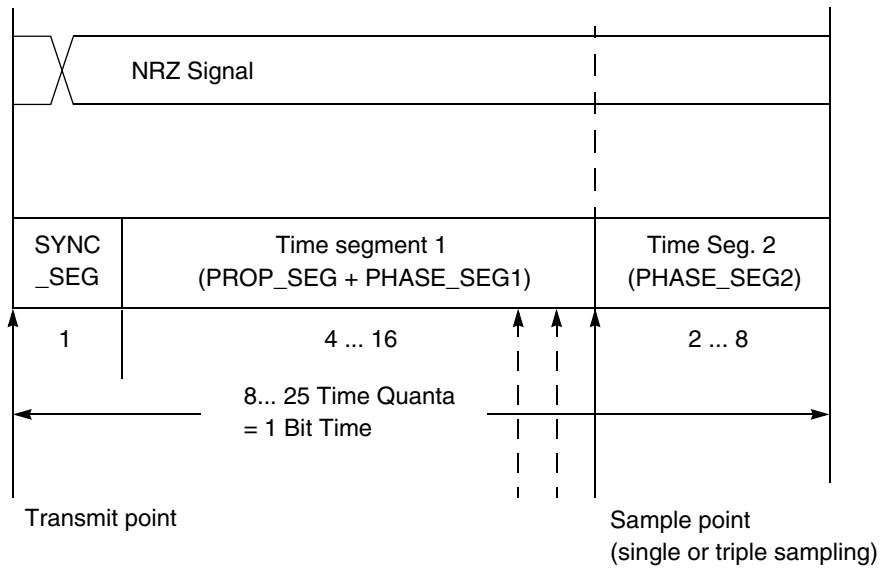 NRZ Signal
SYNC
_SEG
Time segment 1
(PROP_SEG + PHASE_SEG1)
Time Seg. 2
(PHASE_SEG2)
1
4 ... 16
2 ... 8
8... 25 Time Quanta
= 1 Bit Time
Transmit point
Sample point
(single or triple sampling)